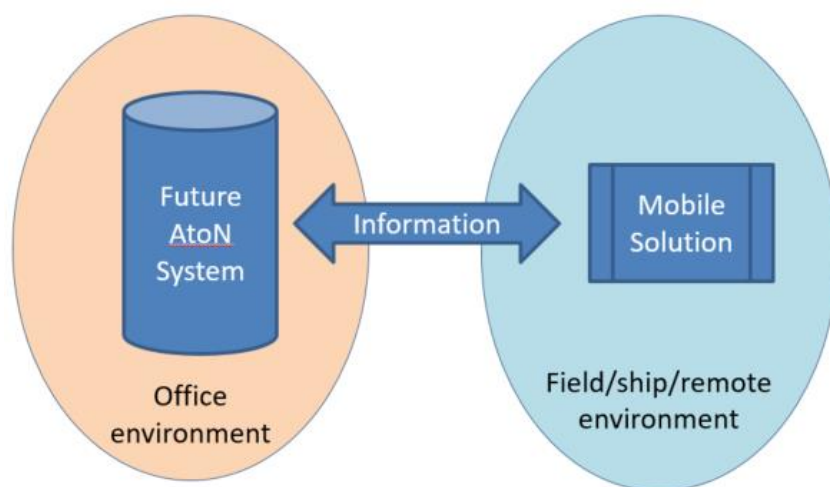 Future
AtoN
System
Information
Mobile
Solution
Office
environment
Field/ship/remote
environment